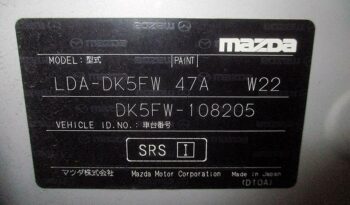 mazda
MODEL: 型式 PAINT
LDA-DK5FW 47A W22
DK5FW-108205
VEHICLE ID.NO.: 車台番号
SRS I
マツダ株式会社 Mazda Motor Corporation Made in Japan
(D10A)